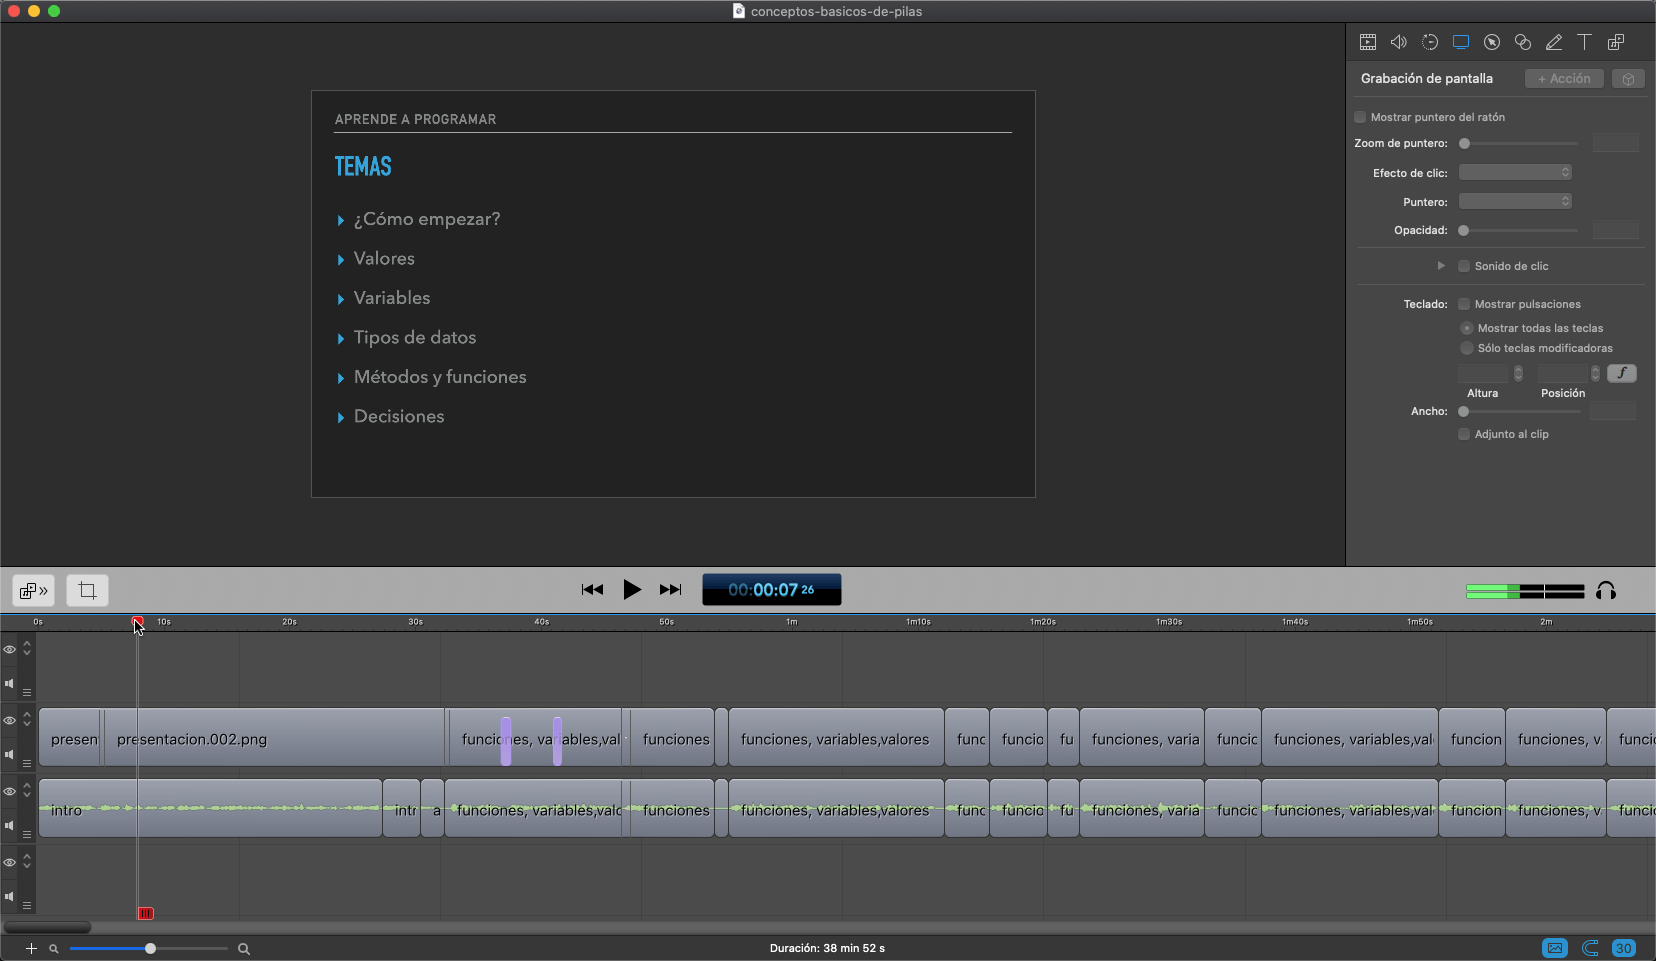 conceptos-basicos-de-pilas
APRENDE A PROGRAMAR
TEMAS
¿Cómo empezar?
Valores
Variables
Tipos de datos
Métodos y funciones
Decisiones
Grabación de pantalla
+ Acción
Mostrar puntero del ratón
Zoom de puntero:
Efecto de clic:
Puntero:
Opacidad:
Sonido de clic
Teclado: Mostrar pulsaciones
Mostrar todas las teclas
Sólo teclas modificadoras
Altura Posición
Ancho:
Adjunto al clip
00:00:07 26
0s 10s 20s 30s 40s 50s 1m 1m10s 1m20s 1m30s 1m40s 1m50s 2m
presen presentacion.002.png funciones, variables,val funciones funciones, variables,valores func funcio fu funciones, varia funcic funciones, variables,val funcion funciones, v funci
intro intr a funciones, variables,valc funciones funciones, variables,valores func funcio fu funciones, varia funcic funciones, variables,val funcion funciones, v funci
Duración: 38 min 52 s
30